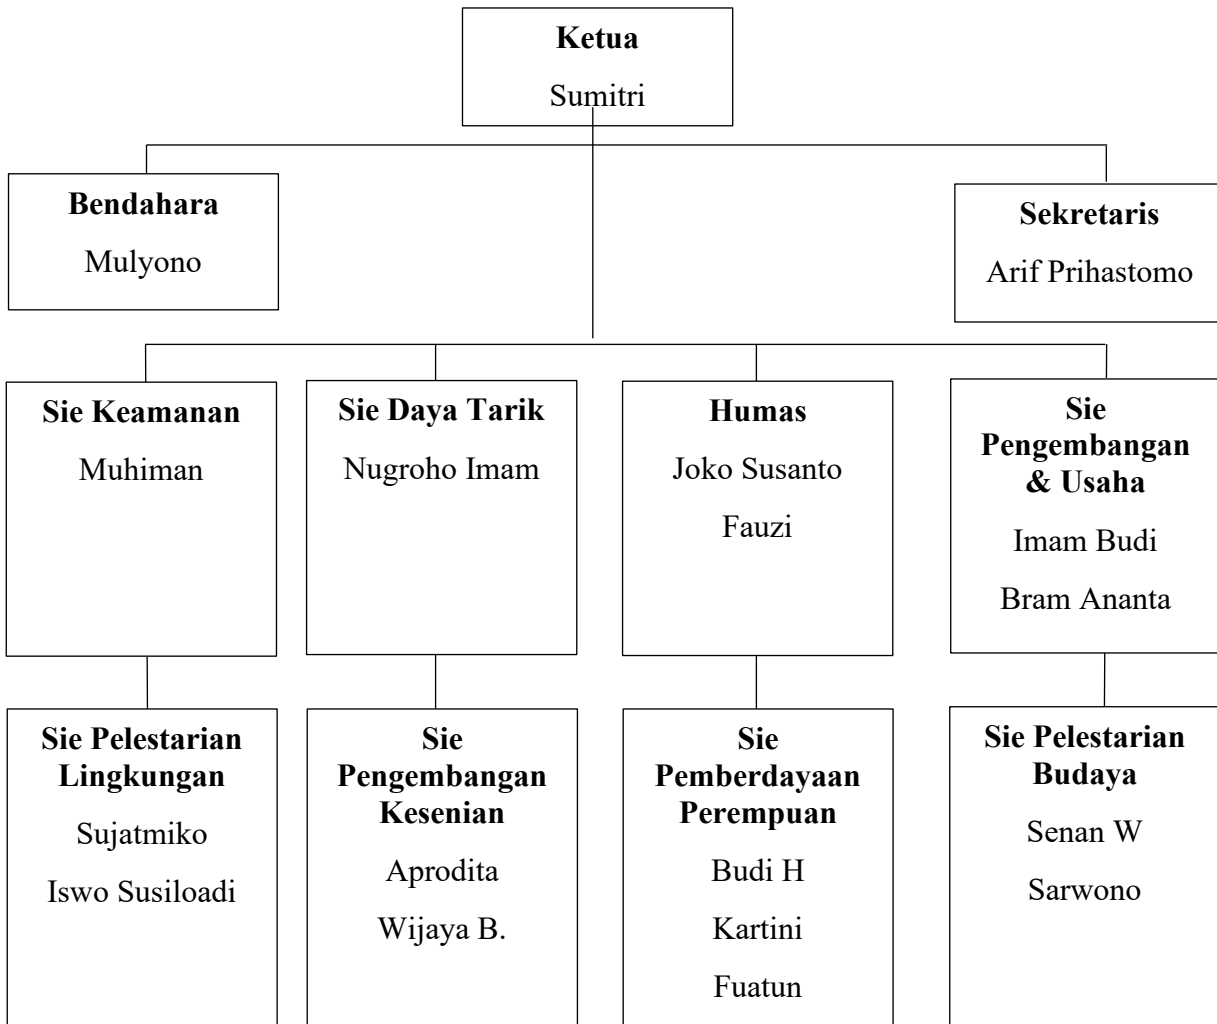 Ketua
Sumitri
Bendahara
Mulyono
Sekretaris
Arif Prihastomo
Sie Keamanan
Muhiman
Sie Daya Tarik
Nugroho Imam
Humas
Joko Susanto
Fauzi
Sie
Pengembangan
& Usaha
Imam Budi
Bram Ananta
Sie Pelestarian
Lingkungan
Sujatmiko
Iswo Susiloadi
Sie
Pengembangan
Kesenian
Aprodita
Wijaya B.
Sie
Pemberdayaan
Perempuan
Budi H
Kartini
Fuatun
Sie Pelestarian
Budaya
Senan W
Sarwono